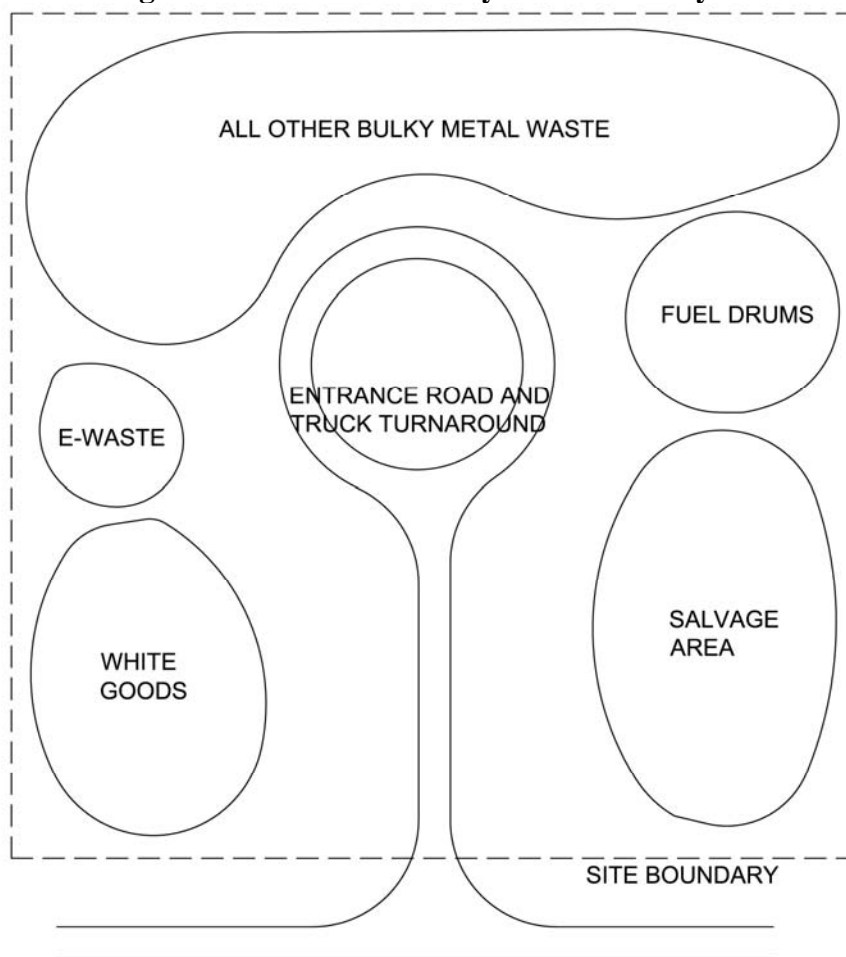 ALL OTHER BULKY METAL WASTE
FUEL DRUMS
ENTRANCE ROAD AND
TRUCK TURNAROUND
E-WASTE
SALVAGE
AREA
WHITE
GOODS
SITE BOUNDARY